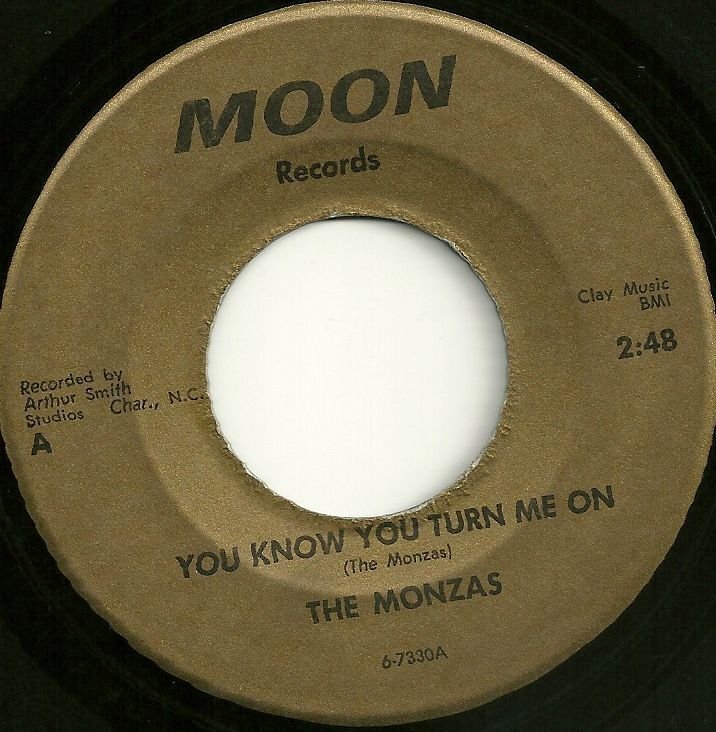 MOON
Records
Clay Music
BMI
2:48
Recorded by
Arthur Smith
Studios Char., N.C.
A
YOU KNOW YOU TURN ME ON
(The Monzas)
THE MONZAS
6-7330A